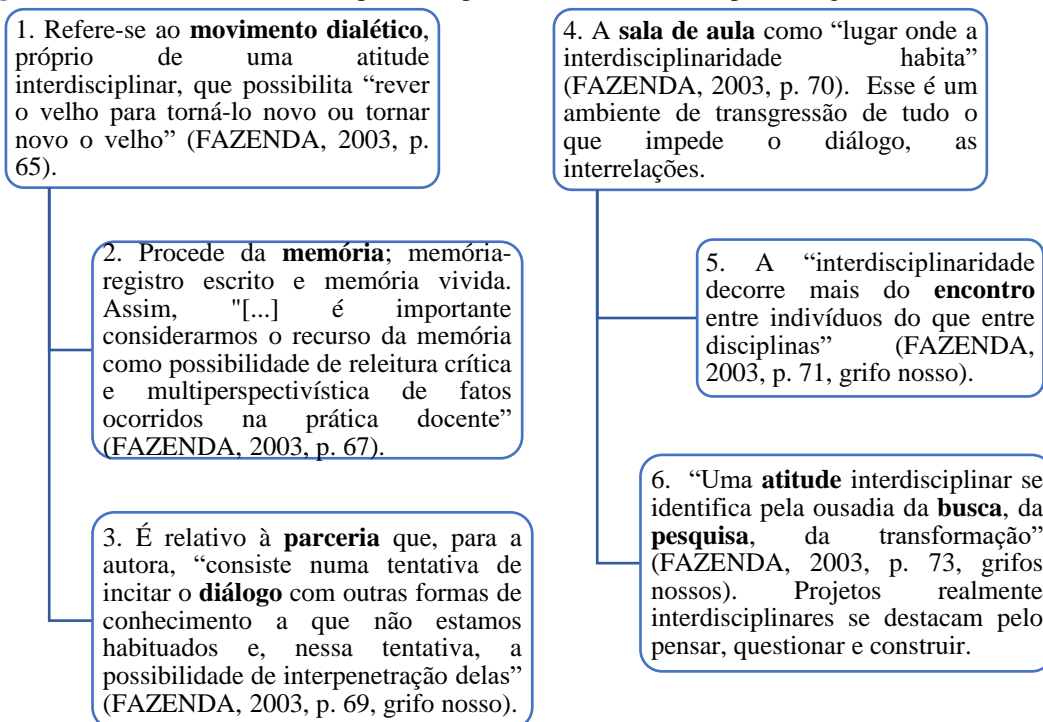 1. Refere-se ao movimento dialético,
próprio de uma atitude
interdisciplinar, que possibilita “rever
o velho para torná-lo novo ou tornar
novo o velho” (FAZENDA, 2003, p.
65).
2. Procede da memória; memória-
registro escrito e memória vivida.
Assim, "[...] é importante
considerarmos o recurso da memória
como possibilidade de releitura crítica
e multiperspectivística de fatos
ocorridos na prática docente”
(FAZENDA, 2003, p. 67).
3. É relativo à parceria que, para a
autora, “consiste numa tentativa de
incitar o diálogo com outras formas de
conhecimento a que não estamos
habituados e, nessa tentativa, a
possibilidade de interpenetração delas”
(FAZENDA, 2003, p. 69, grifo nosso).
4. A sala de aula como “lugar onde a
interdisciplinaridade habita”
(FAZENDA, 2003, p. 70). Esse é um
ambiente de transgressão de tudo o
que impede o diálogo, as
interrelações.
5. A “interdisciplinaridade
decorre mais do encontro
entre indivíduos do que entre
disciplinas” (FAZENDA,
2003, p. 71, grifo nosso).
6. “Uma atitude interdisciplinar se
identifica pela ousadia da busca, da
pesquisa, da transformação”
(FAZENDA, 2003, p. 73, grifos
nossos). Projetos realmente
interdisciplinares se destacam pelo
pensar, questionar e construir.